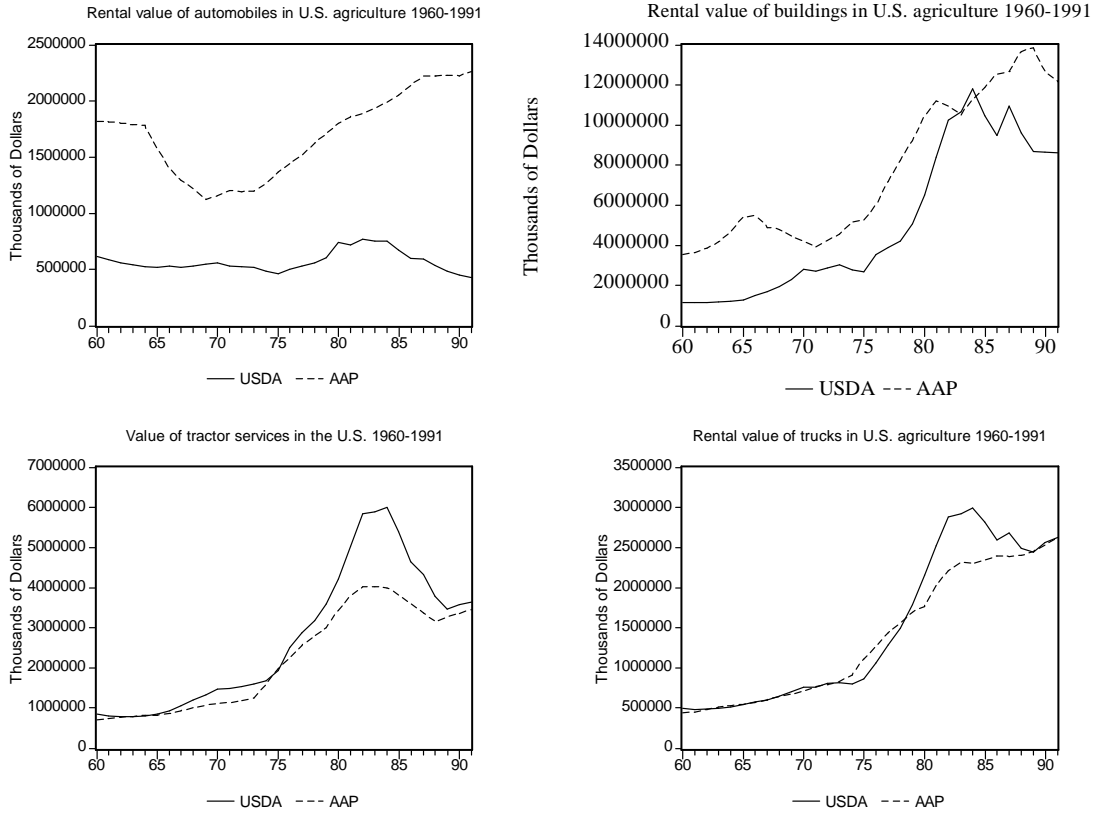 Rental value of automobiles in U.S. agriculture 1960-1991
2500000
2000000
1500000
1000000
500000
0
Thousands of Dollars
60 65 70 75 80 85 90
USDA AAP
Rental value of buildings in U.S. agriculture 1960-1991
14000000
12000000
10000000
8000000
6000000
4000000
2000000
0
Thousands of Dollars
60 65 70 75 80 85 90
USDA AAP
Value of tractor services in the U.S. 1960-1991
7000000
6000000
5000000
4000000
3000000
2000000
1000000
0
Thousands of Dollars
60 65 70 75 80 85 90
USDA AAP
Rental value of trucks in U.S. agriculture 1960-1991
3500000
3000000
2500000
2000000
1500000
1000000
500000
0
Thousands of Dollars
60 65 70 75 80 85 90
USDA AAP